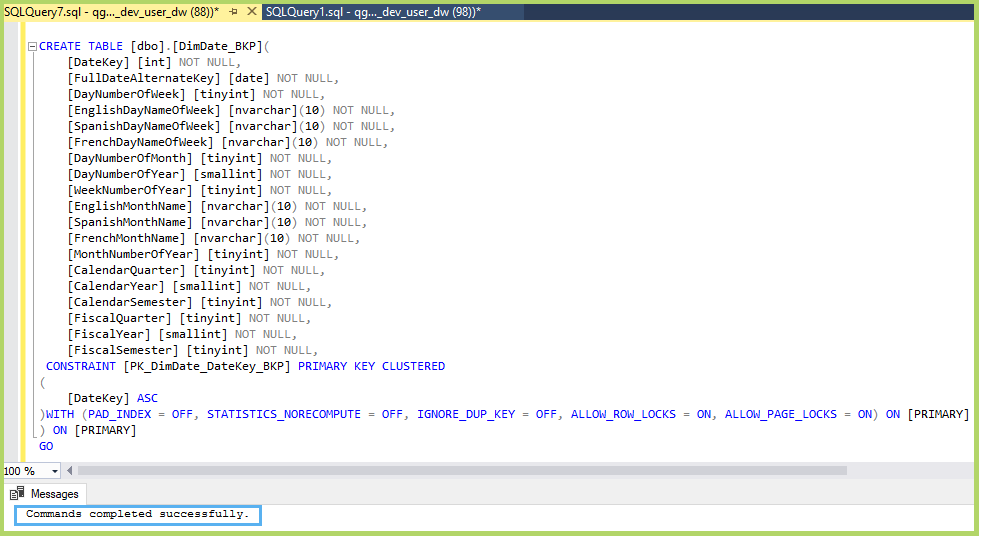 SQLQuery7.sql - qg..._dev_user_dw (88))* SQLQuery1.sql - qg..._dev_user_dw (98))*
CREATE TABLE [dbo].[DimDate_BKP](
[DateKey] [int] NOT NULL,
[FullDateAlternateKey] [date] NOT NULL,
[DayNumberOfWeek] [tinyint] NOT NULL,
[EnglishDayNameOfWeek] [nvarchar](10) NOT NULL,
[SpanishDayNameOfWeek] [nvarchar](10) NOT NULL,
[FrenchDayNameOfWeek] [nvarchar](10) NOT NULL,
[DayNumberOfMonth] [tinyint] NOT NULL,
[DayNumberOfYear] [smallint] NOT NULL,
[WeekNumberOfYear] [tinyint] NOT NULL,
[EnglishMonthName] [nvarchar](10) NOT NULL,
[SpanishMonthName] [nvarchar](10) NOT NULL,
[FrenchMonthName] [nvarchar](10) NOT NULL,
[MonthNumberOfYear] [tinyint] NOT NULL,
[CalendarQuarter] [tinyint] NOT NULL,
[CalendarYear] [smallint] NOT NULL,
[CalendarSemester] [tinyint] NOT NULL,
[FiscalQuarter] [tinyint] NOT NULL,
[FiscalYear] [smallint] NOT NULL,
[FiscalSemester] [tinyint] NOT NULL,
CONSTRAINT [PK_DimDate_DateKey_BKP] PRIMARY KEY CLUSTERED
(
[DateKey] ASC
)WITH (PAD_INDEX = OFF, STATISTICS_NORECOMPUTE = OFF, IGNORE_DUP_KEY = OFF, ALLOW_ROW_LOCKS = ON, ALLOW_PAGE_LOCKS = ON) ON [PRIMARY]
) ON [PRIMARY]
GO
100 %
Messages
Commands completed successfully.